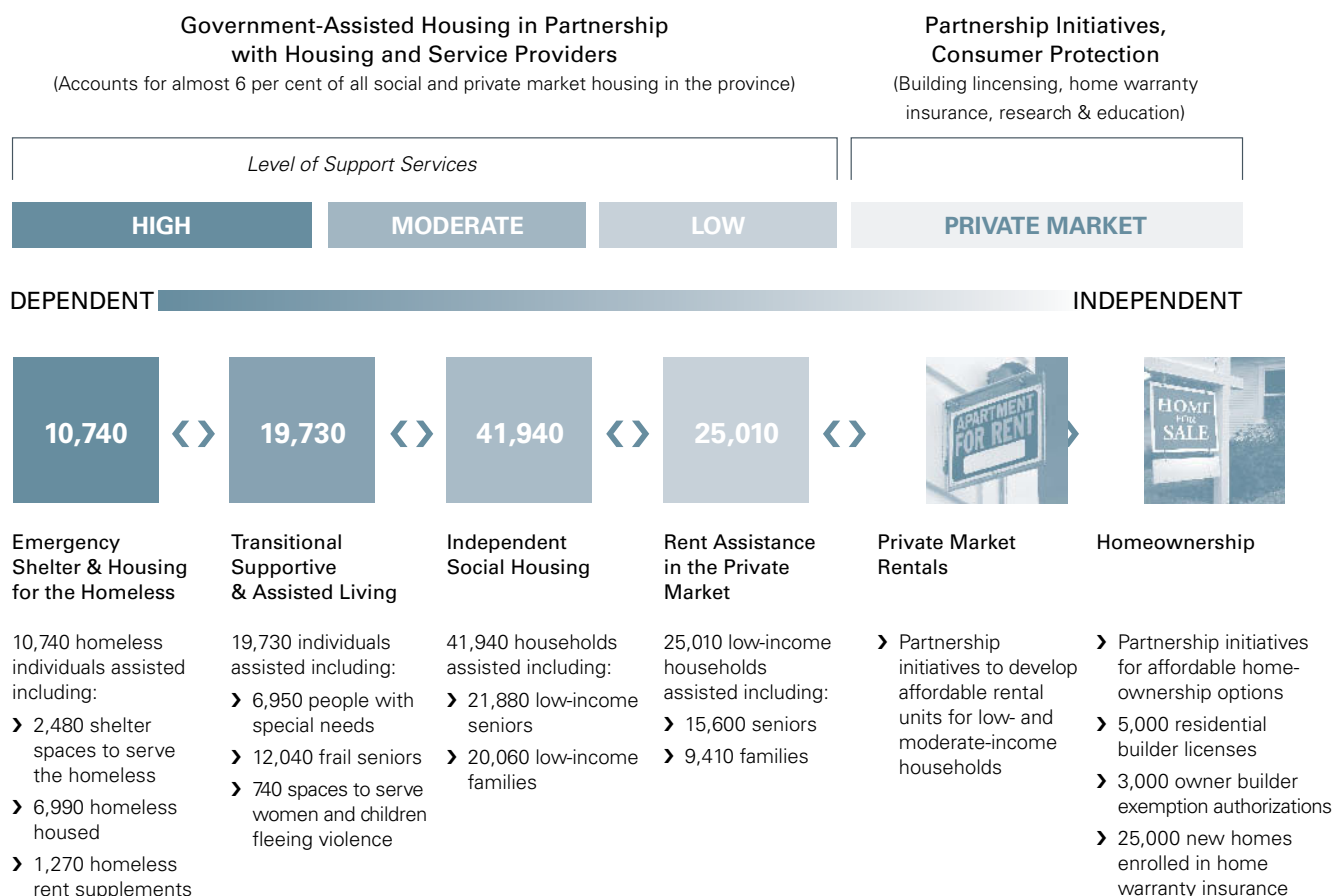 Government-Assisted Housing in Partnership
with Housing and Service Providers
(Accounts for almost 6 per cent of all social and private market housing in the province)
Partnership Initiatives,
Consumer Protection
(Building lincensing, home warranty
insurance, research & education)
Level of Support Services
HIGH
MODERATE
LOW
PRIVATE MARKET
DEPENDENT
INDEPENDENT
10,740
19,730
41,940
25,010
APARTMENT
FOR RENT
HOME
FOR
SALE
Emergency
Shelter & Housing
for the Homeless
10,740 homeless
individuals assisted
including:
› 2,480 shelter
spaces to serve
the homeless
› 6,990 homeless
housed
› 1,270 homeless
rent supplements
Transitional
Supportive
& Assisted Living
19,730 individuals
assisted including:
› 6,950 people with
special needs
› 12,040 frail seniors
› 740 spaces to serve
women and children
fleeing violence
Independent
Social Housing
41,940 households
assisted including:
› 21,880 low-income
seniors
› 20,060 low-income
families
Rent Assistance
in the Private
Market
25,010 low-income
households
assisted including:
› 15,600 seniors
› 9,410 families
Private Market
Rentals
› Partnership
initiatives to develop
affordable rental
units for low- and
moderate-income
households
Homeownership
› Partnership initiatives
for affordable home-
ownership options
› 5,000 residential
builder licenses
› 3,000 owner builder
exemption authorizations
› 25,000 new homes
enrolled in home
warranty insurance